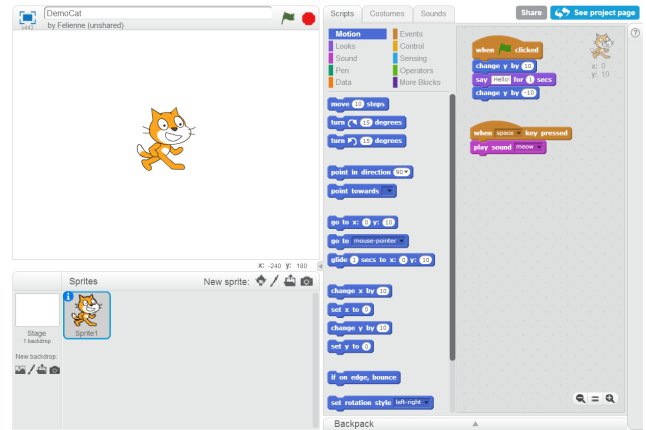 DemoCat
by Felienne (unshared)
v443
Scripts
Costumes
Sounds
Share
See project page
Motion
Looks
Sound
Pen
Data
Events
Control
Sensing
Operators
More Blocks
move 10 steps
turn 15 degrees
turn 15 degrees
point in direction 90
point towards
go to x: 0 y: 10
go to mouse-pointer
glide 1 secs to x: 0 y: 10
change x by 10
set x to 0
change y by 10
set y to 0
if on edge, bounce
set rotation style left-right
when clicked
change y by 10
say Hello! for 1 secs
change y by -10
when space key pressed
play sound meow
x: 0
y: 10
?
X: -240 y: 180
Sprites
New sprite:
Stage
1 backdrop
New backdrop:
i
Sprite1
Backpack